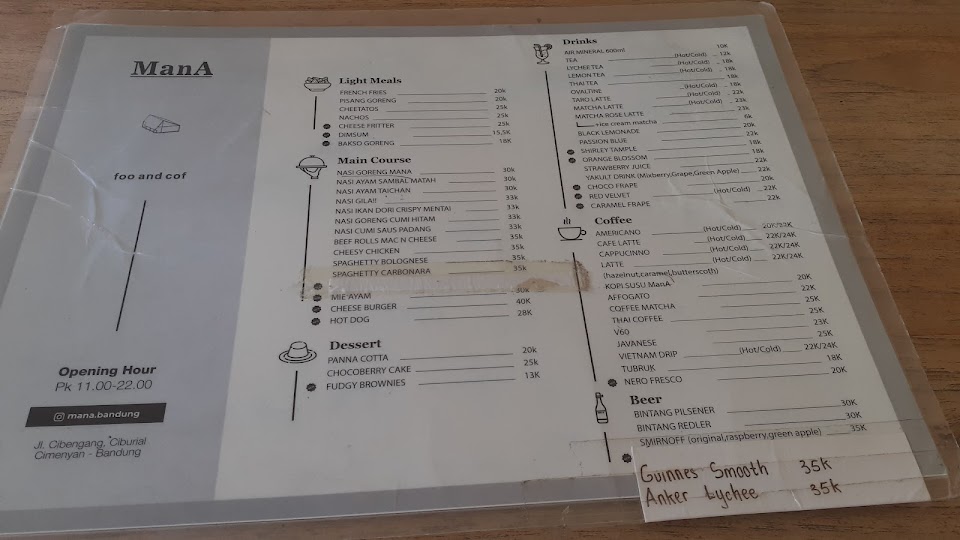 ManA
foo and cof
Opening Hour
Pk 11.00-22.00
mana.bandung
Jl. Cibengang, Ciburial
Cimenyan - Bandung
Light Meals
FRENCH FRIES 20k
PISANG GORENG 20k
CHEETATOS 25k
NACHOS 25k
CHEESE FRITTER 25k
DIMSUM 15,5K
BAKSO GORENG 18K
Main Course
NASI GORENG MANA 30k
NASI AYAM SAMBAL MATAH 30k
NASI AYAM TAICHAN 30k
NASI GILA!! 33k
NASI IKAN DORI CRISPY MENTAI 33k
NASI GORENG CUMI HITAM 33k
NASI CUMI SAUS PADANG 33k
BEEF ROLLS MAC N CHEESE 35k
CHEESY CHICKEN 35k
SPAGHETTY BOLOGNESE 35k
SPAGHETTY CARBONARA 35k
MIE AYAM 30k
CHEESE BURGER 40K
HOT DOG 28K
Dessert
PANNA COTTA 20k
CHOCOBERRY CAKE 25k
FUDGY BROWNIES 13K
Drinks
AIR MINERAL 600ml 10K
TEA (Hot/Cold) 12k
LYCHEE TEA (Hot/Cold) 18k
LEMON TEA (Hot/Cold) 18k
THAI TEA 18k
OVALTINE (Hot/Cold) 18k
TARO LATTE (Hot/Cold) 22k
MATCHA LATTE (Hot/Cold) 23k
MATCHA ROSE LATTE 23k
+ice cream matcha 6k
BLACK LEMONADE 20k
PASSION BLUE 22k
SHIRLEY TAMPLE 18k
ORANGE BLOSSOM 18k
STRAWBERRY JUICE 22k
YAKULT DRINK (Mixberry,Grape,Green Apple) 22k
CHOCO FRAPE 20k
RED VELVET (Hot/Cold) 22K
CARAMEL FRAPE 22k
Coffee
AMERICANO (Hot/Cold) 20K/23K
CAFE LATTE (Hot/Cold) 22K/24K
CAPPUCINNO (Hot/Cold) 22K/24K
LATTE (Hot/Cold) 22K/24K
(hazelnut,caramel,butterscoth)
KOPI SUSU ManA 20K
AFFOGATO 22K
COFFEE MATCHA 25K
THAI COFFEE 25K
V60 23K
JAVANESE 25K
VIETNAM DRIP (Hot/Cold) 22K/24K
TUBRUK 18K
NERO FRESCO 20K
Beer
BINTANG PILSENER 30K
BINTANG REDLER 30K
SMIRNOFF (original,raspberry,green apple) 35K
Guinnes Smooth 35k
Anker Lychee 35k